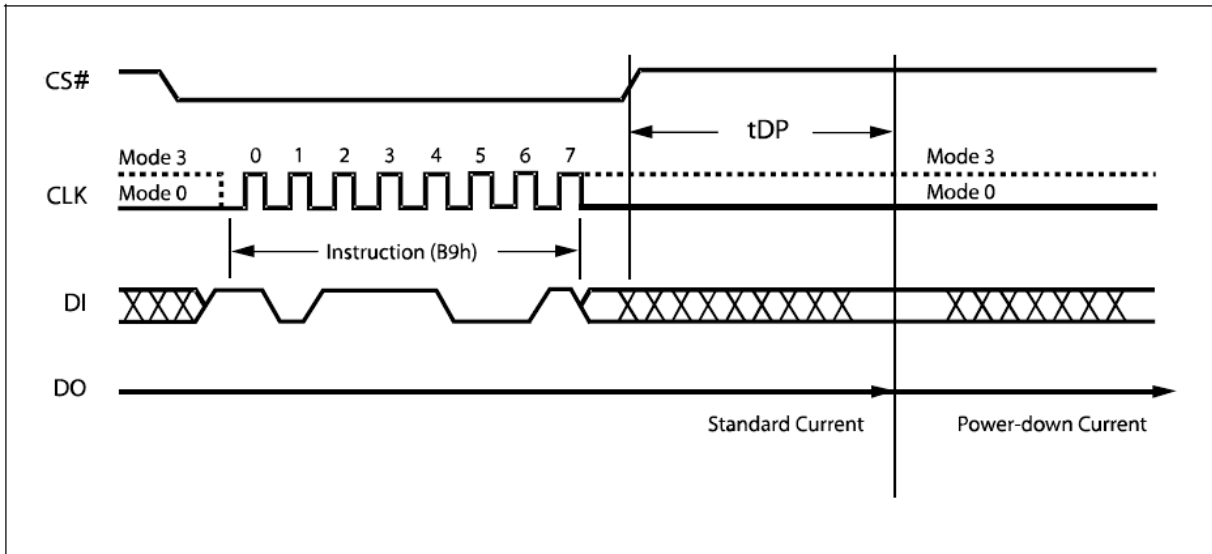 CS#
tDP
Mode 3
0 1 2 3 4 5 6 7
Mode 3
CLK
Mode 0
Mode 0
Instruction (B9h)
DI
DO
Standard Current
Power-down Current